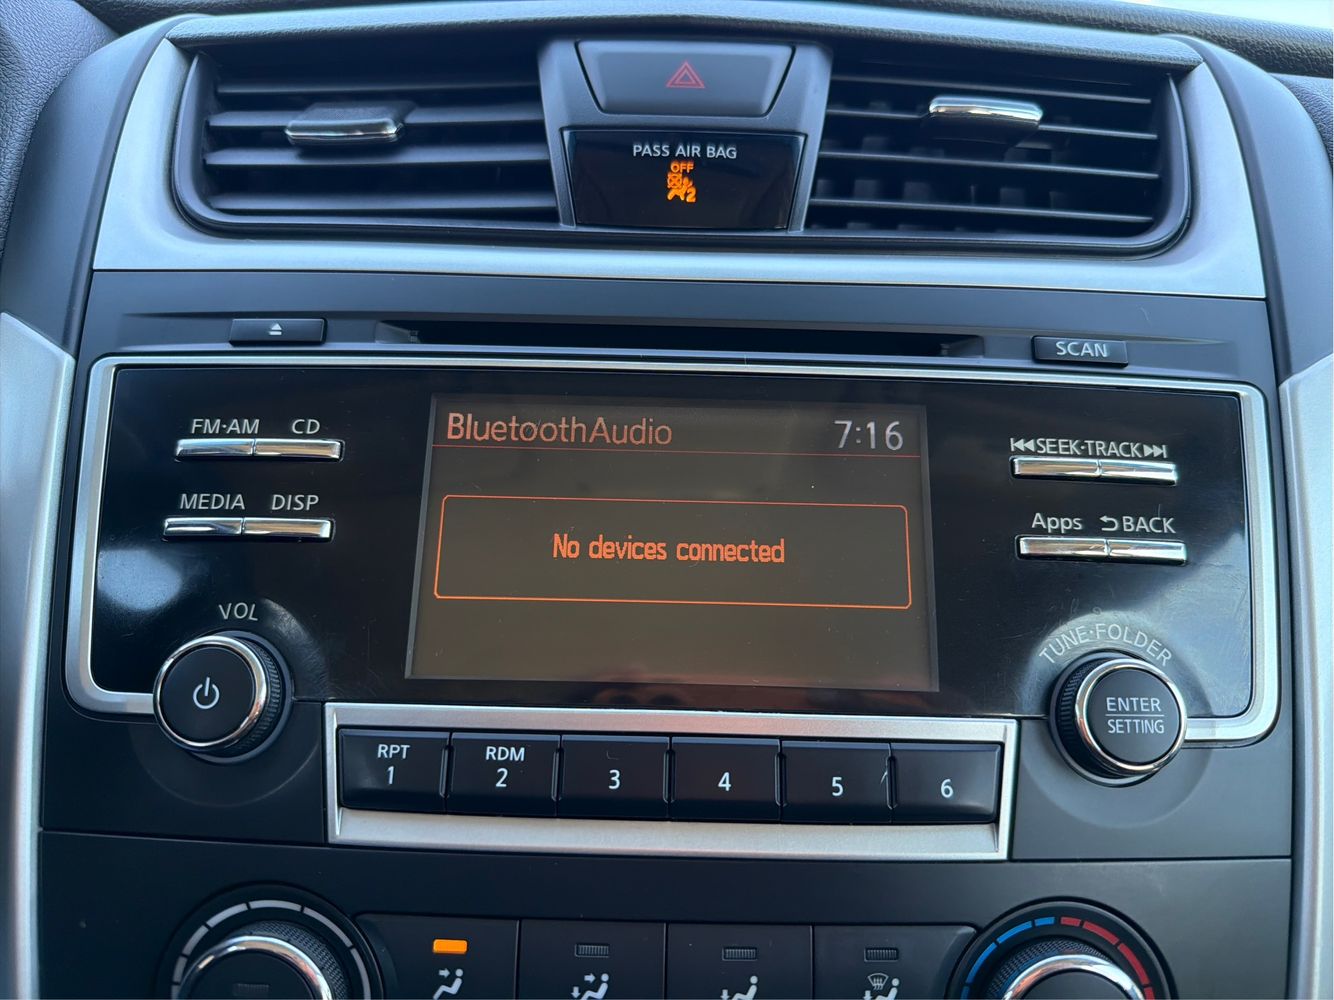 PASS AIR BAG
OFF
2
SCAN
FM·AM CD
MEDIA DISP
VOL
BluetoothAudio 7:16
No devices connected
SEEK·TRACK
Apps BACK
TUNE·FOLDER
ENTER
SETTING
RPT
1
RDM
2
3
4
5
6